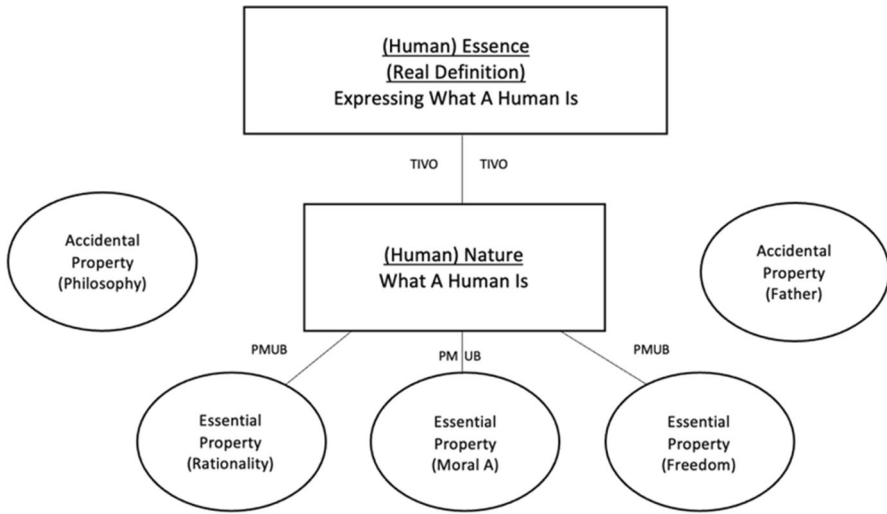 (Human) Essence
(Real Definition)
Expressing What A Human Is
TIVO TIVO
(Human) Nature
What A Human Is
Accidental
Property
(Philosophy)
Accidental
Property
(Father)
PMUB
PM UB
PMUB
Essential
Property
(Rationality)
Essential
Property
(Moral A)
Essential
Property
(Freedom)